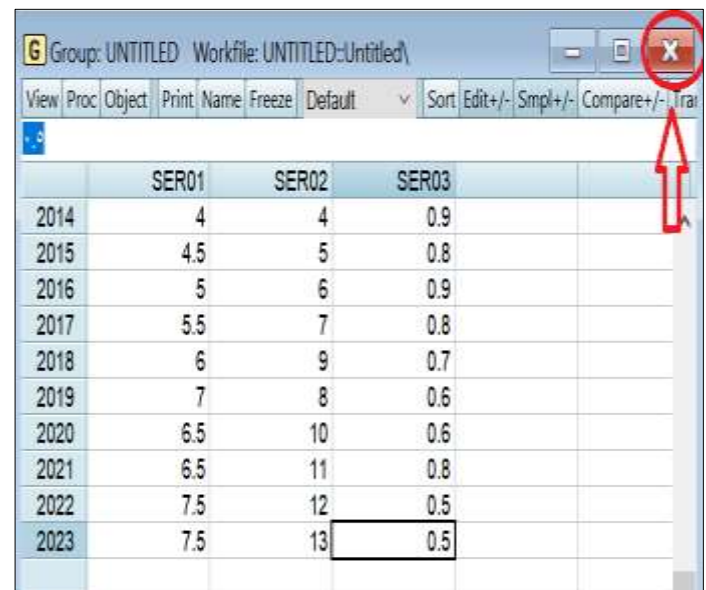 G Group: UNTITLED Workfile: UNTITLED::Untitled\
View Proc Object Print Name Freeze Default Sort Edit+/- Smpl+/- Compare+/- Tra
SER01 SER02 SER03
2014 4 4 0.9
2015 4.5 5 0.8
2016 5 6 0.9
2017 5.5 7 0.8
2018 6 9 0.7
2019 7 8 0.6
2020 6.5 10 0.6
2021 6.5 11 0.8
2022 7.5 12 0.5
2023 7.5 13 0.5